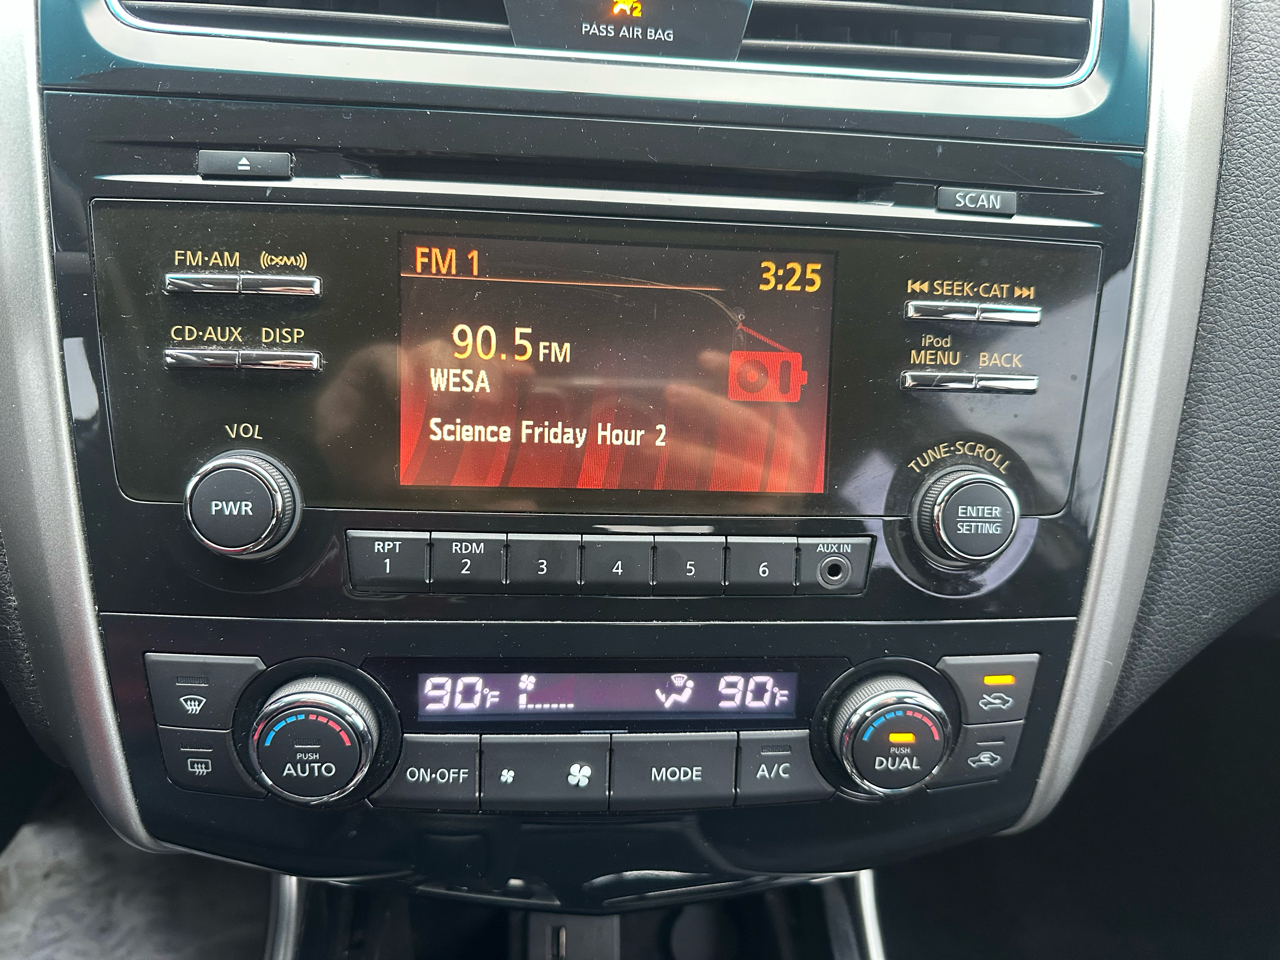 2
PASS AIR BAG
SCAN
FM·AM (((XM)))
CD·AUX DISP
VOL
PWR
FM 1
3:25
90.5 FM
WESA
Science Friday Hour 2
SEEK·CAT
iPod
MENU BACK
TUNE·SCROLL
ENTER
SETTING
RPT
1
RDM
2
3
4
5
6
AUX IN
90°F
90°F
PUSH
AUTO
ON·OFF
MODE
A/C
PUSH
DUAL